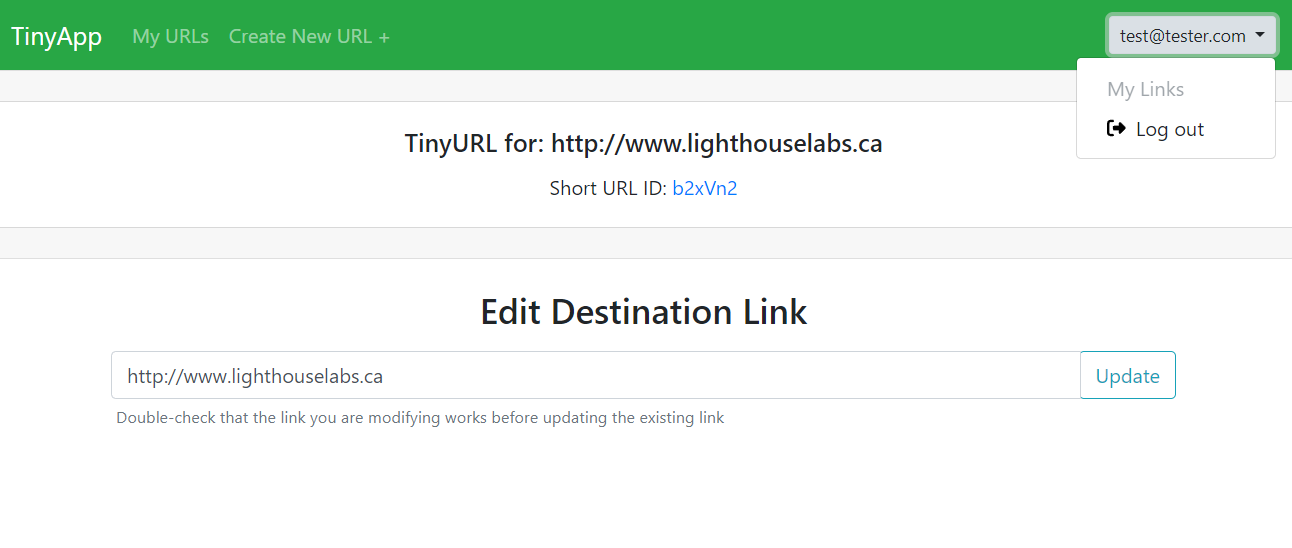 TinyApp My URLs Create New URL + test@tester.com
My Links
Log out
TinyURL for: http://www.lighthouselabs.ca
Short URL ID: b2xVn2
Edit Destination Link
http://www.lighthouselabs.ca Update
Double-check that the link you are modifying works before updating the existing link